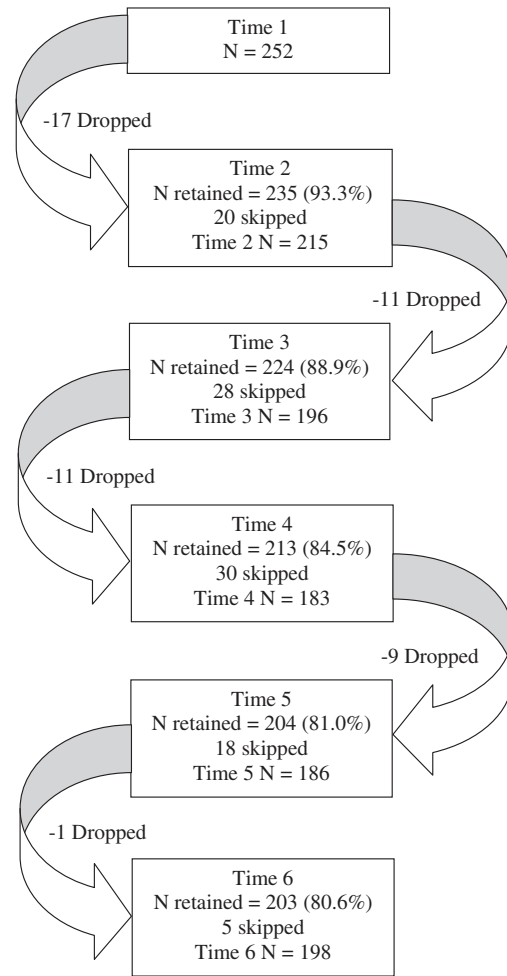 Time 1
N = 252
-17 Dropped
Time 2
N retained = 235 (93.3%)
20 skipped
Time 2 N = 215
-11 Dropped
Time 3
N retained = 224 (88.9%)
28 skipped
Time 3 N = 196
-11 Dropped
Time 4
N retained = 213 (84.5%)
30 skipped
Time 4 N = 183
-9 Dropped
Time 5
N retained = 204 (81.0%)
18 skipped
Time 5 N = 186
-1 Dropped
Time 6
N retained = 203 (80.6%)
5 skipped
Time 6 N = 198